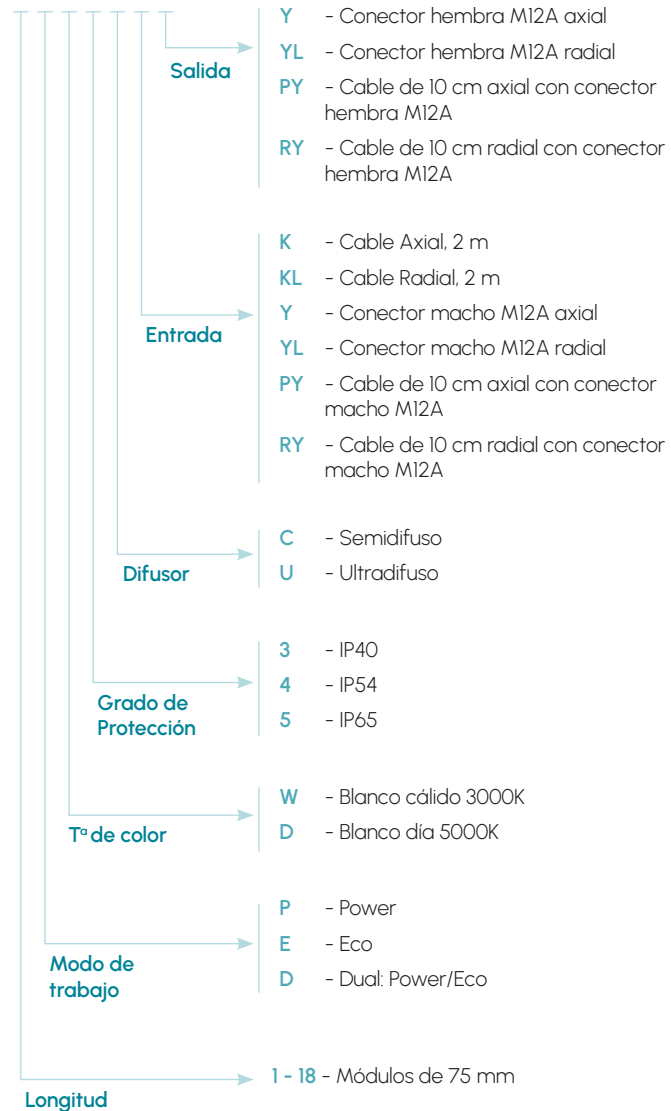 Salida
Y - Conector hembra M12A axial
YL - Conector hembra M12A radial
PY - Cable de 10 cm axial con conector
hembra M12A
RY - Cable de 10 cm radial con conector
hembra M12A
Entrada
K - Cable Axial, 2 m
KL - Cable Radial, 2 m
Y - Conector macho M12A axial
YL - Conector macho M12A radial
PY - Cable de 10 cm axial con conector
macho M12A
RY - Cable de 10 cm radial con conector
macho M12A
Difusor
C - Semidifuso
U - Ultradifuso
Grado de
Protección
3 - IP40
4 - IP54
5 - IP65
Tª de color
W - Blanco cálido 3000K
D - Blanco día 5000K
Modo de
trabajo
P - Power
E - Eco
D - Dual: Power/Eco
Longitud
1 - 18 - Módulos de 75 mm